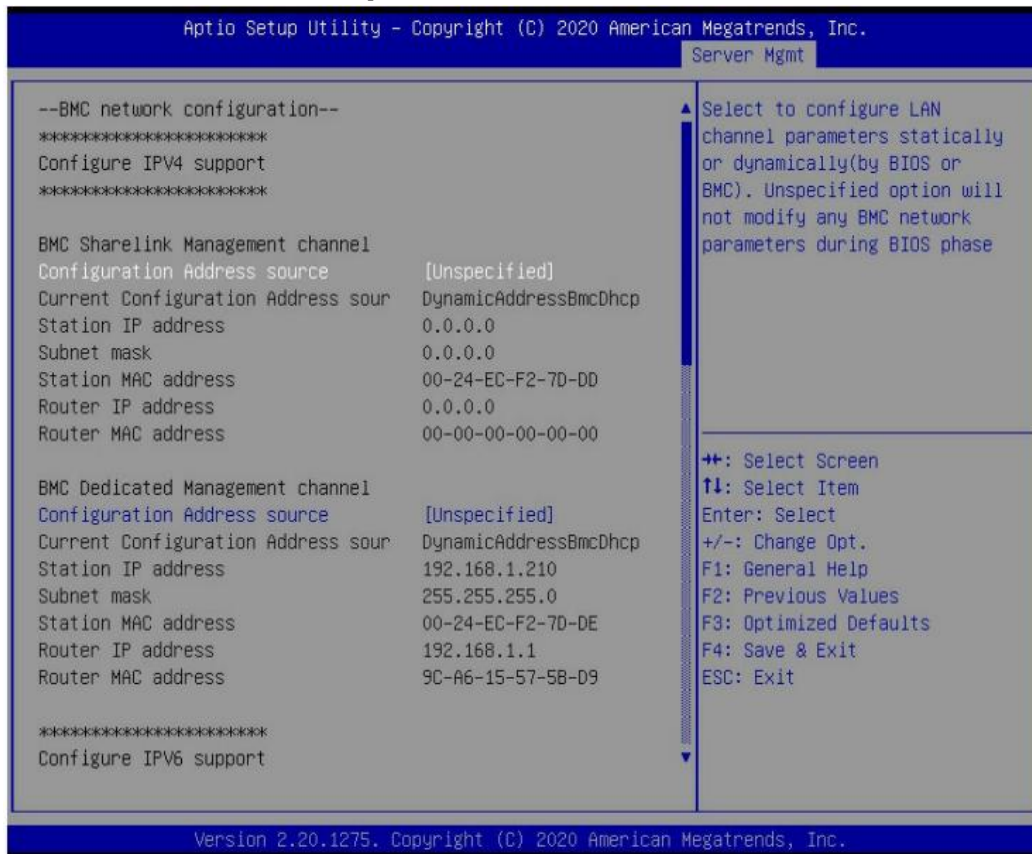 Aptio Setup Utility – Copyright (C) 2020 American Megatrends, Inc.
Server Mgmt
--BMC network configuration--
***********************
Configure IPV4 support
***********************
BMC Sharelink Management channel
Configuration Address source [Unspecified]
Current Configuration Address sour DynamicAddressBmcDhcp
Station IP address 0.0.0.0
Subnet mask 0.0.0.0
Station MAC address 00-24-EC-F2-7D-DD
Router IP address 0.0.0.0
Router MAC address 00-00-00-00-00-00
BMC Dedicated Management channel
Configuration Address source [Unspecified]
Current Configuration Address sour DynamicAddressBmcDhcp
Station IP address 192.168.1.210
Subnet mask 255.255.255.0
Station MAC address 00-24-EC-F2-7D-DE
Router IP address 192.168.1.1
Router MAC address 9C-A6-15-57-5B-D9
***********************
Configure IPV6 support
Select to configure LAN
channel parameters statically
or dynamically(by BIOS or
BMC). Unspecified option will
not modify any BMC network
parameters during BIOS phase
→←: Select Screen
↑↓: Select Item
Enter: Select
+/-: Change Opt.
F1: General Help
F2: Previous Values
F3: Optimized Defaults
F4: Save & Exit
ESC: Exit
Version 2.20.1275. Copyright (C) 2020 American Megatrends, Inc.